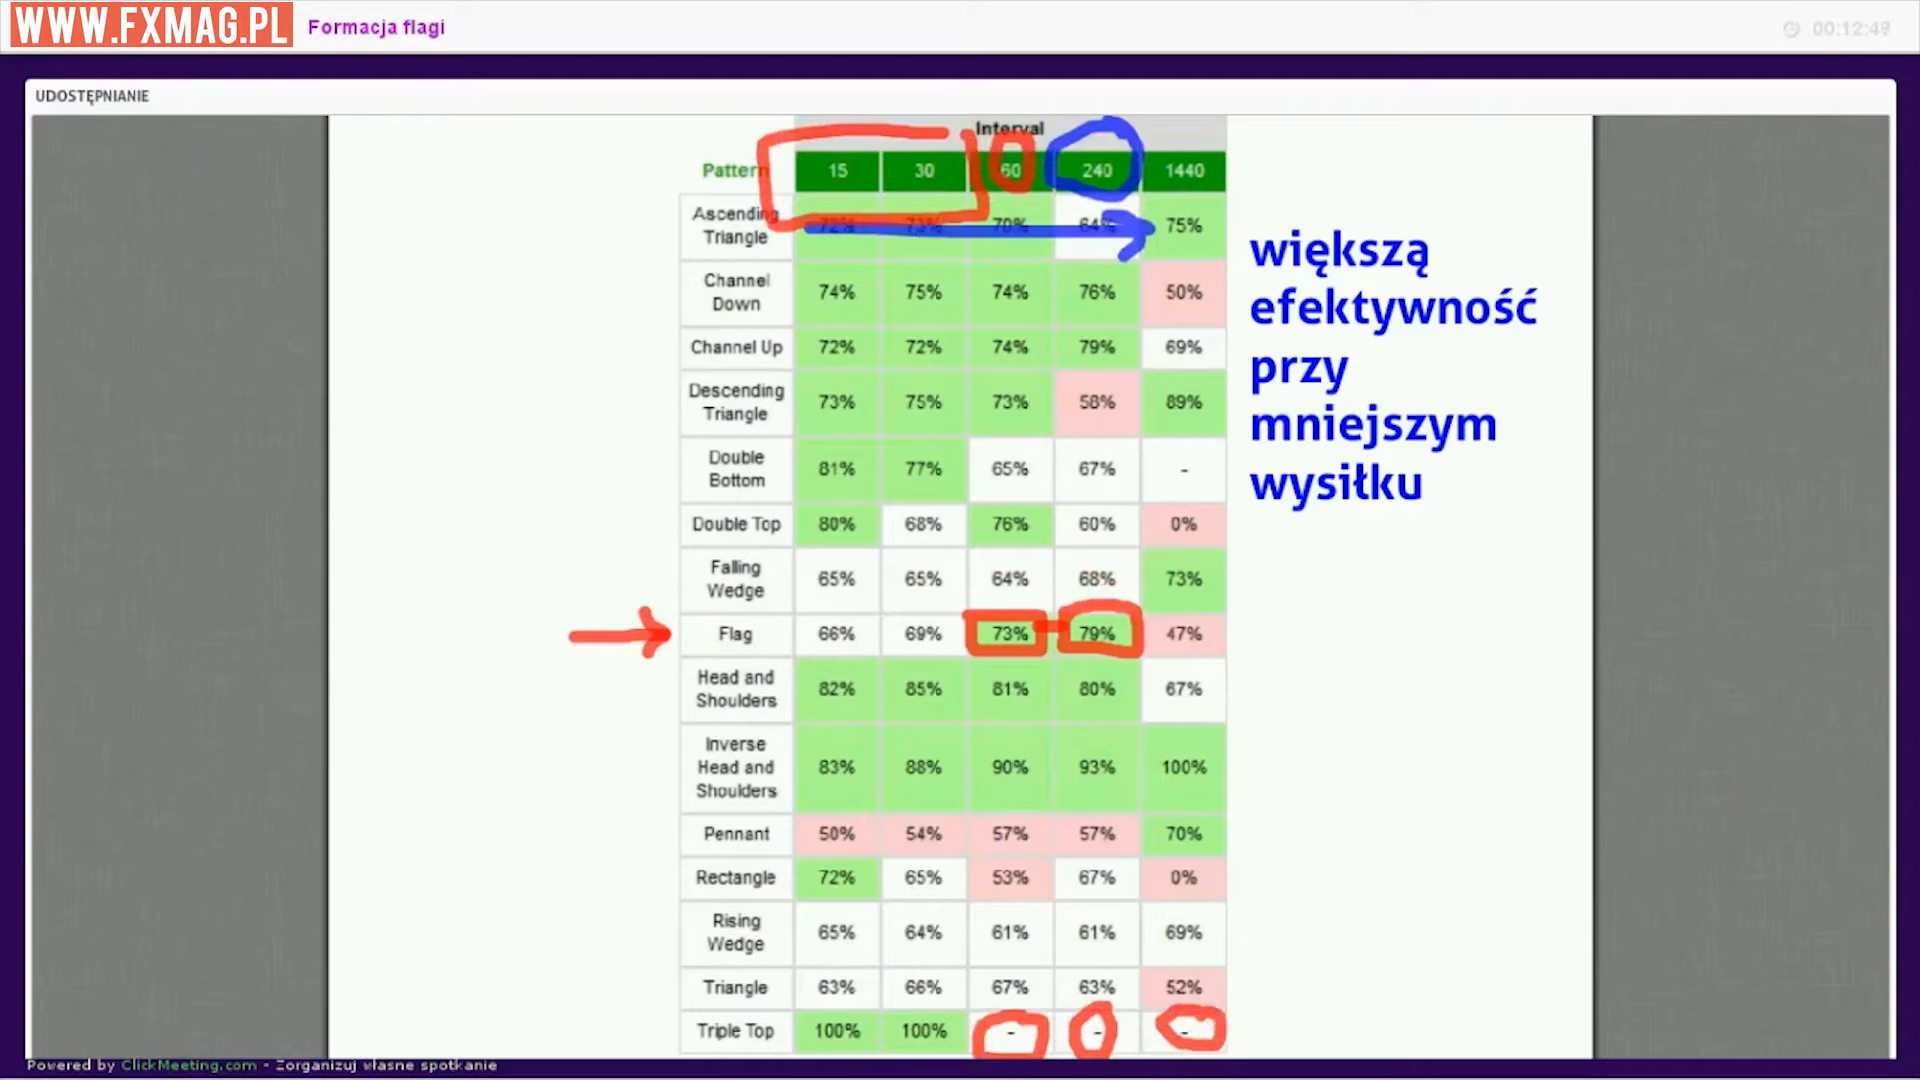 WWW.FXMAG.PL Formacja flagi 00:12:48
UDOSTĘPNIANIE
Interval
Pattern 15 30 60 240 1440
Ascending Triangle 72% 73% 70% 64% 75%
Channel Down 74% 75% 74% 76% 50%
Channel Up 72% 72% 74% 79% 69%
Descending Triangle 73% 75% 73% 58% 89%
Double Bottom 81% 77% 65% 67% -
Double Top 80% 68% 76% 60% 0%
Falling Wedge 65% 65% 64% 68% 73%
Flag 66% 69% 73% 79% 47%
Head and Shoulders 82% 85% 81% 80% 67%
Inverse Head and Shoulders 83% 88% 90% 93% 100%
Pennant 50% 54% 57% 57% 70%
Rectangle 72% 65% 53% 67% 0%
Rising Wedge 65% 64% 61% 61% 69%
Triangle 63% 66% 67% 63% 52%
Triple Top 100% 100% - - -
większą
efektywność
przy
mniejszym
wysiłku
Powered by ClickMeeting.com - Zorganizuj własne spotkanie